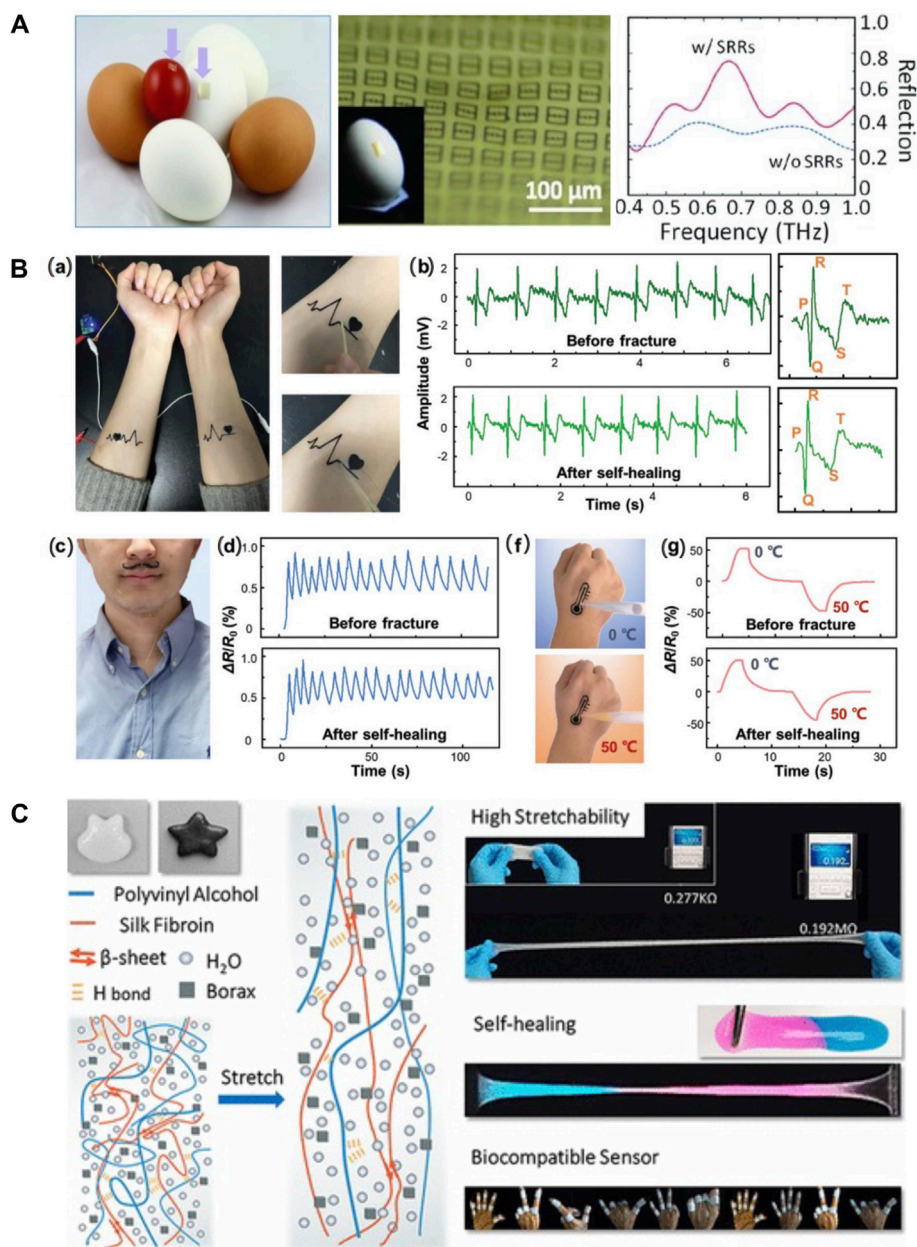 A
100 μm
w/ SRRs
w/o SRRs
1.0
0.8
0.6
0.4
0.2
0
Reflection
0.4 0.5 0.6 0.7 0.8 0.9 1.0
Frequency (THz)
B
(a)
(b)
Amplitude (mV)
2
0
-2
Before fracture
0 2 4 6
2
0
-2
After self-healing
0 2 4 6
Time (s)
P
R
T
Q
S
P
R
T
Q
S
(c)
(d)
ΔR/R0 (%)
1.0
0.5
0
Before fracture
1.0
0.5
0
After self-healing
0 50 100
Time (s)
(f)
0 ℃
50 ℃
(g)
ΔR/R0 (%)
50
0
-50
0 ℃
50 ℃
Before fracture
50
0
-50
0 ℃
50 ℃
After self-healing
0 10 20 30
Time (s)
C
Polyvinyl Alcohol
Silk Fibroin
β-sheet
H2O
H bond
Borax
Stretch
High Stretchability
0.277KΩ
0.192
0.192MΩ
Self-healing
Biocompatible Sensor